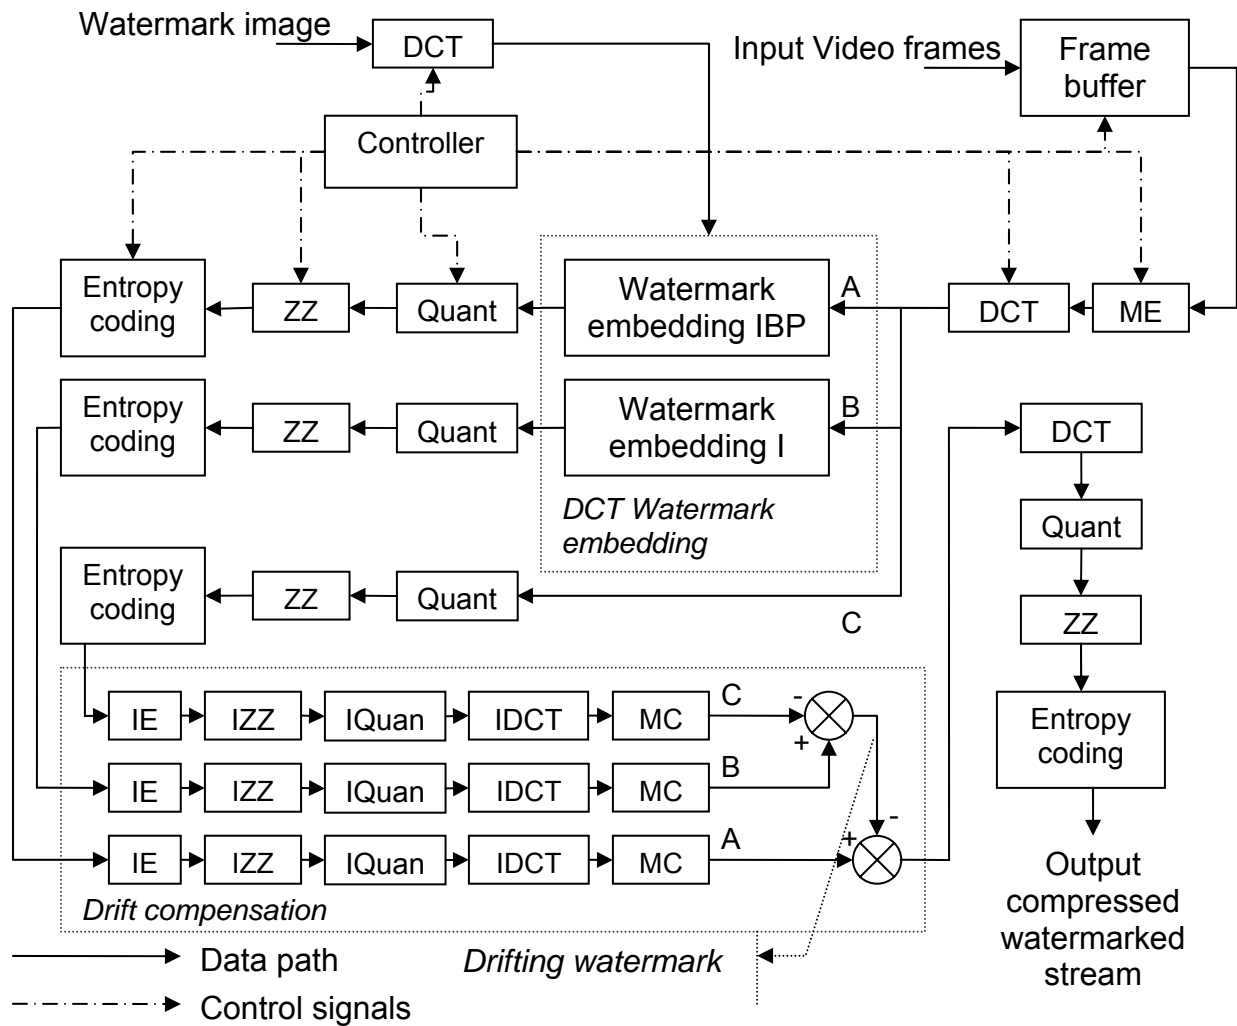 Watermark image
DCT
Input Video frames
Frame
buffer
Controller
Entropy
coding
ZZ
Quant
Watermark
embedding IBP
A
DCT
ME
Entropy
coding
ZZ
Quant
Watermark
embedding I
B
DCT
DCT Watermark
embedding
Quant
Entropy
coding
ZZ
Quant
C
ZZ
IE
IZZ
IQuan
IDCT
MC
C
-
+
Entropy
coding
IE
IZZ
IQuan
IDCT
MC
B
-
IE
IZZ
IQuan
IDCT
MC
A
+
Drift compensation
Output
compressed
watermarked
stream
Data path
Drifting watermark
Control signals